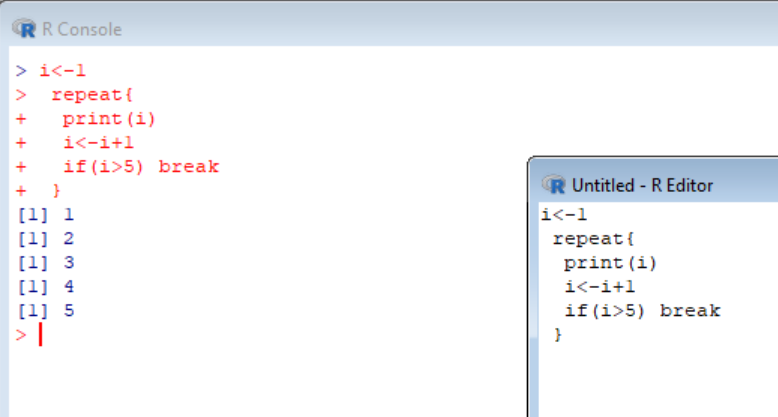 R Console
> i<-1
>  repeat{
+   print(i)
+   i<-i+1
+   if(i>5) break
+  }
[1] 1
[1] 2
[1] 3
[1] 4
[1] 5
>
Untitled - R Editor
i<-1
 repeat{
  print(i)
  i<-i+1
  if(i>5) break
 }